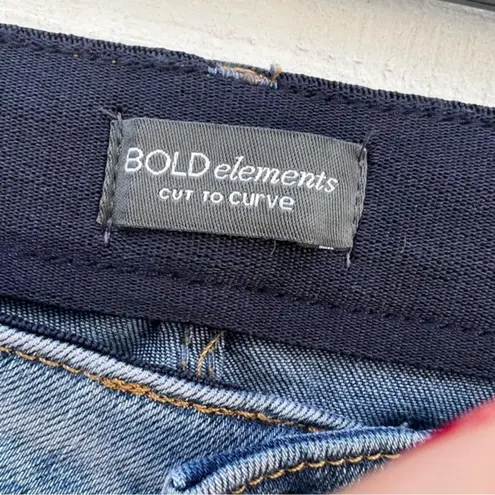 BOLD elements
CUT TO CURVE